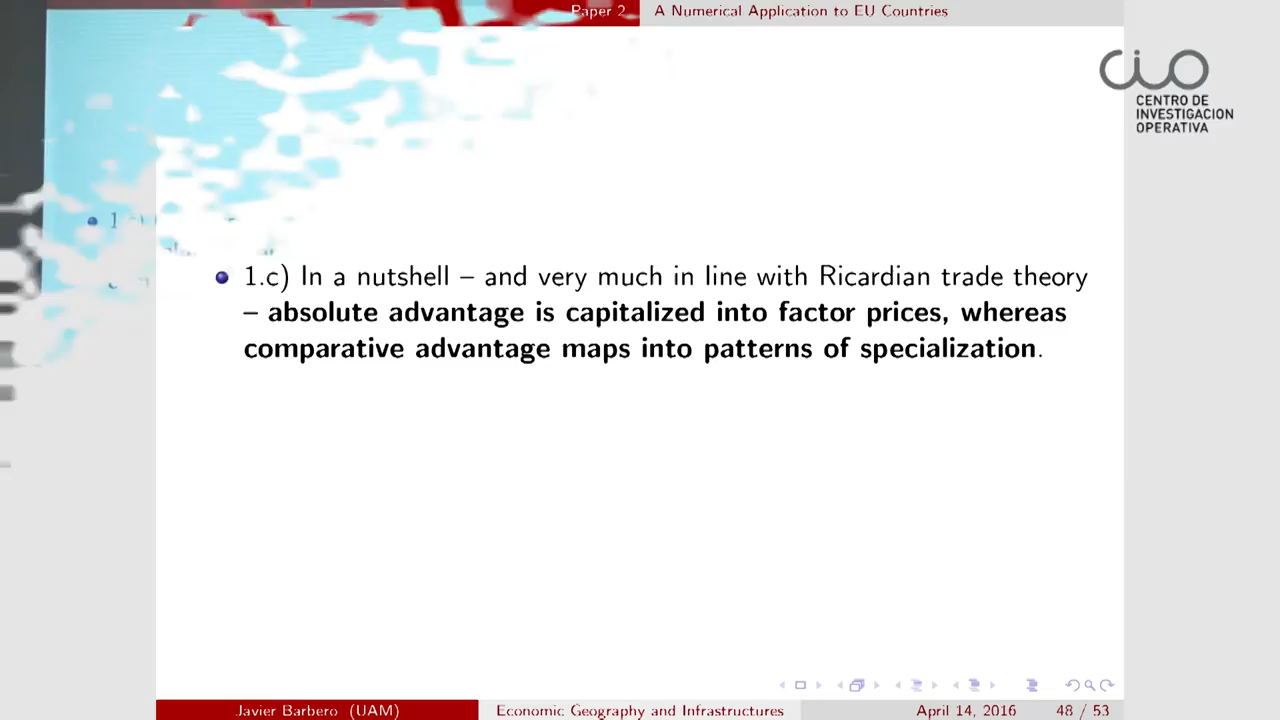 Paper 2 A Numerical Application to EU Countries
CIO
CENTRO DE
INVESTIGACION
OPERATIVA
1.c) In a nutshell – and very much in line with Ricardian trade theory
– absolute advantage is capitalized into factor prices, whereas
comparative advantage maps into patterns of specialization.
Javier Barbero (UAM) Economic Geography and Infrastructures April 14, 2016 48 / 53